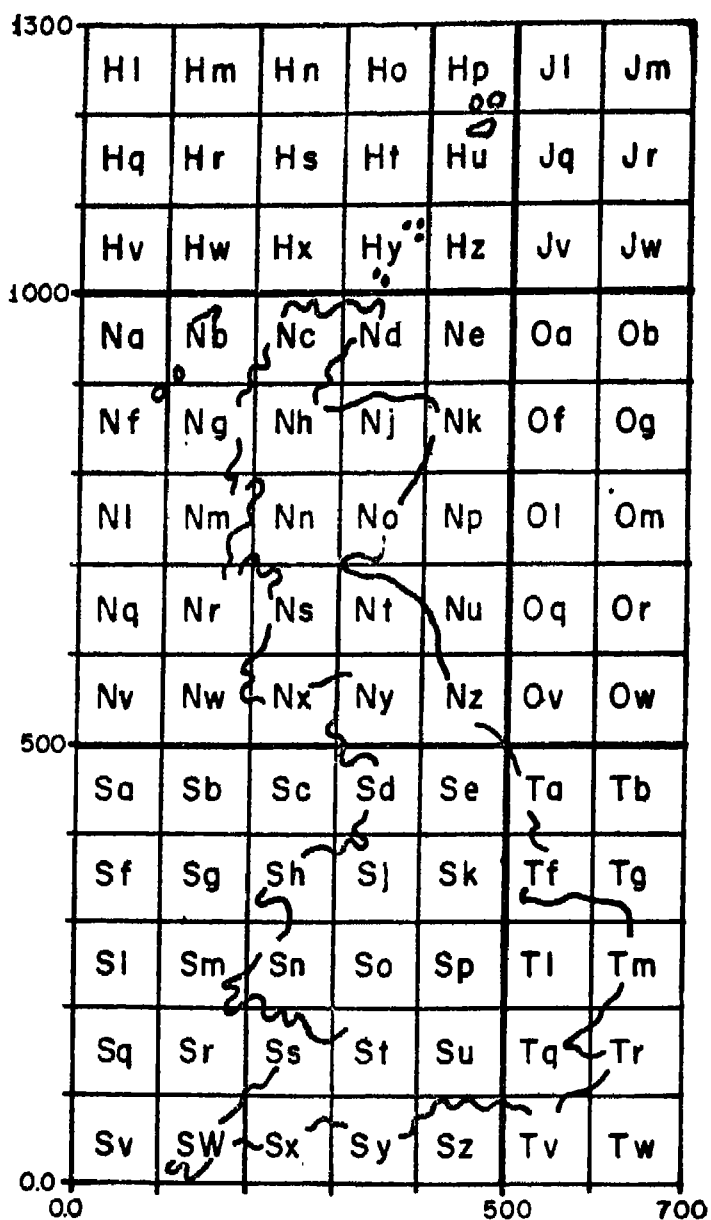 1300
Hl Hm Hn Ho Hp Jl Jm
Hq Hr Hs Ht Hu Jq Jr
Hv Hw Hx Hy Hz Jv Jw
1000
Na Nb Nc Nd Ne Oa Ob
Nf Ng Nh Nj Nk Of Og
Nl Nm Nn No Np Ol Om
Nq Nr Ns Nt Nu Oq Or
Nv Nw Nx Ny Nz Ov Ow
500
Sa Sb Sc Sd Se Ta Tb
Sf Sg Sh Sj Sk Tf Tg
Sl Sm Sn So Sp Tl Tm
Sq Sr Ss St Su Tq Tr
Sv SW Sx Sy Sz Tv Tw
0.0
0.0 500 700